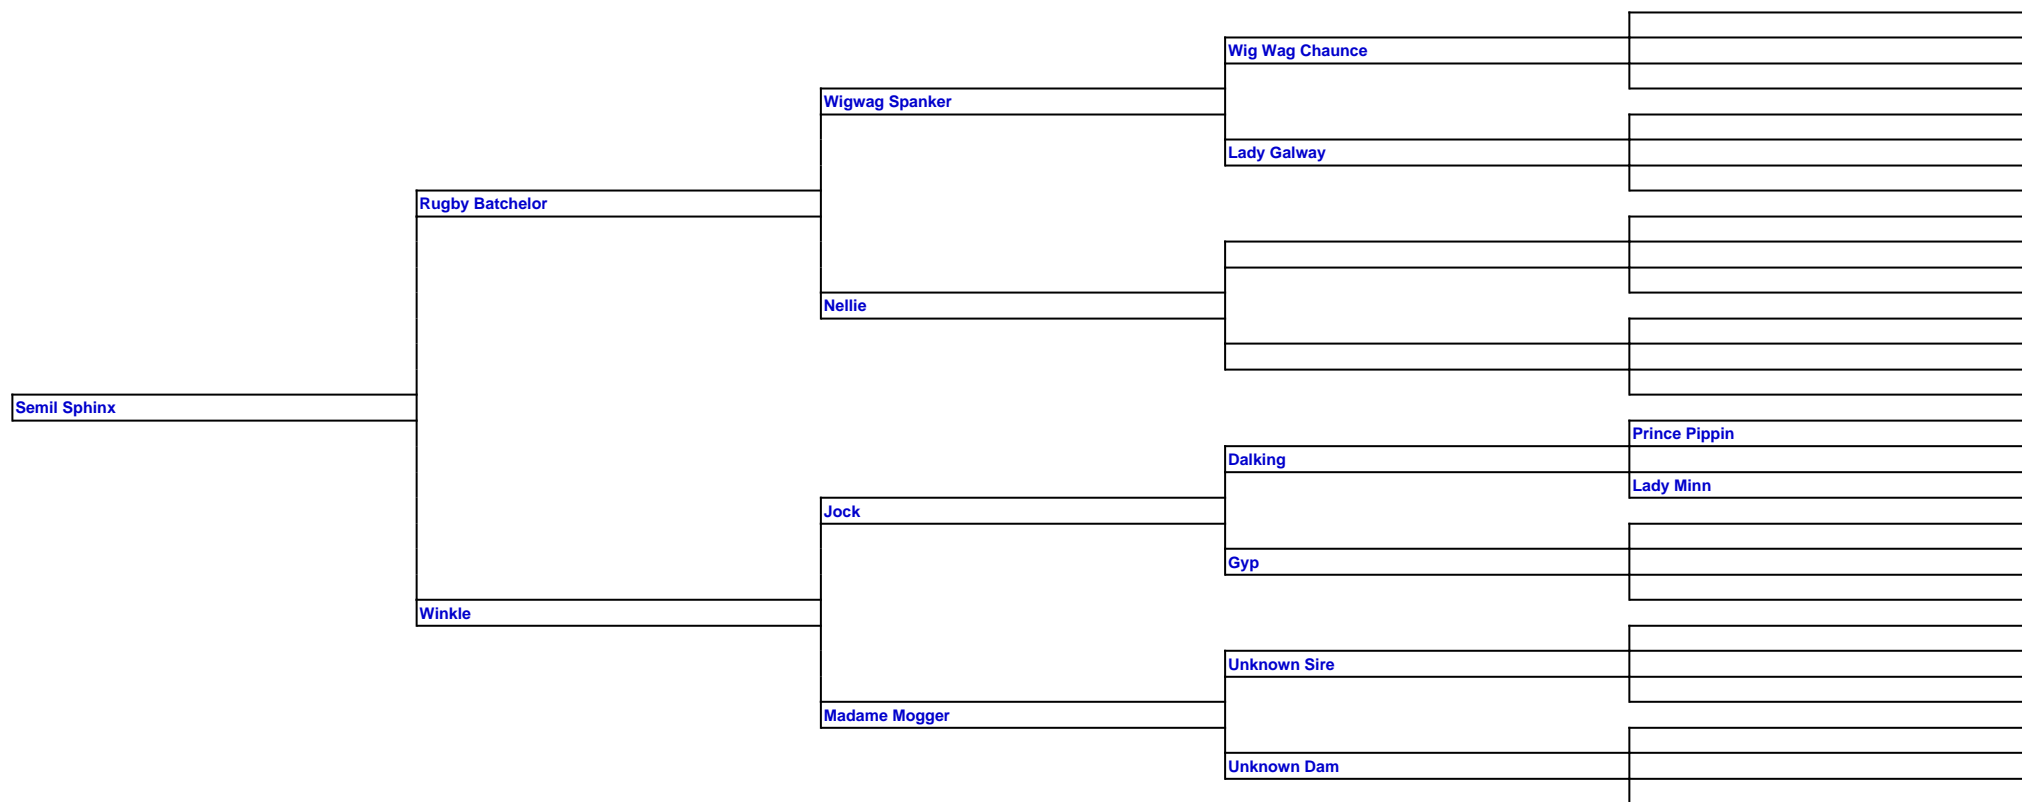 Wig Wag Chaunce
Wigwag Spanker
Lady Galway
Rugby Batchelor
Nellie
Semil Sphinx
Prince Pippin
Dalking
Lady Minn
Jock
Gyp
Winkle
Unknown Sire
Madame Mogger
Unknown Dam